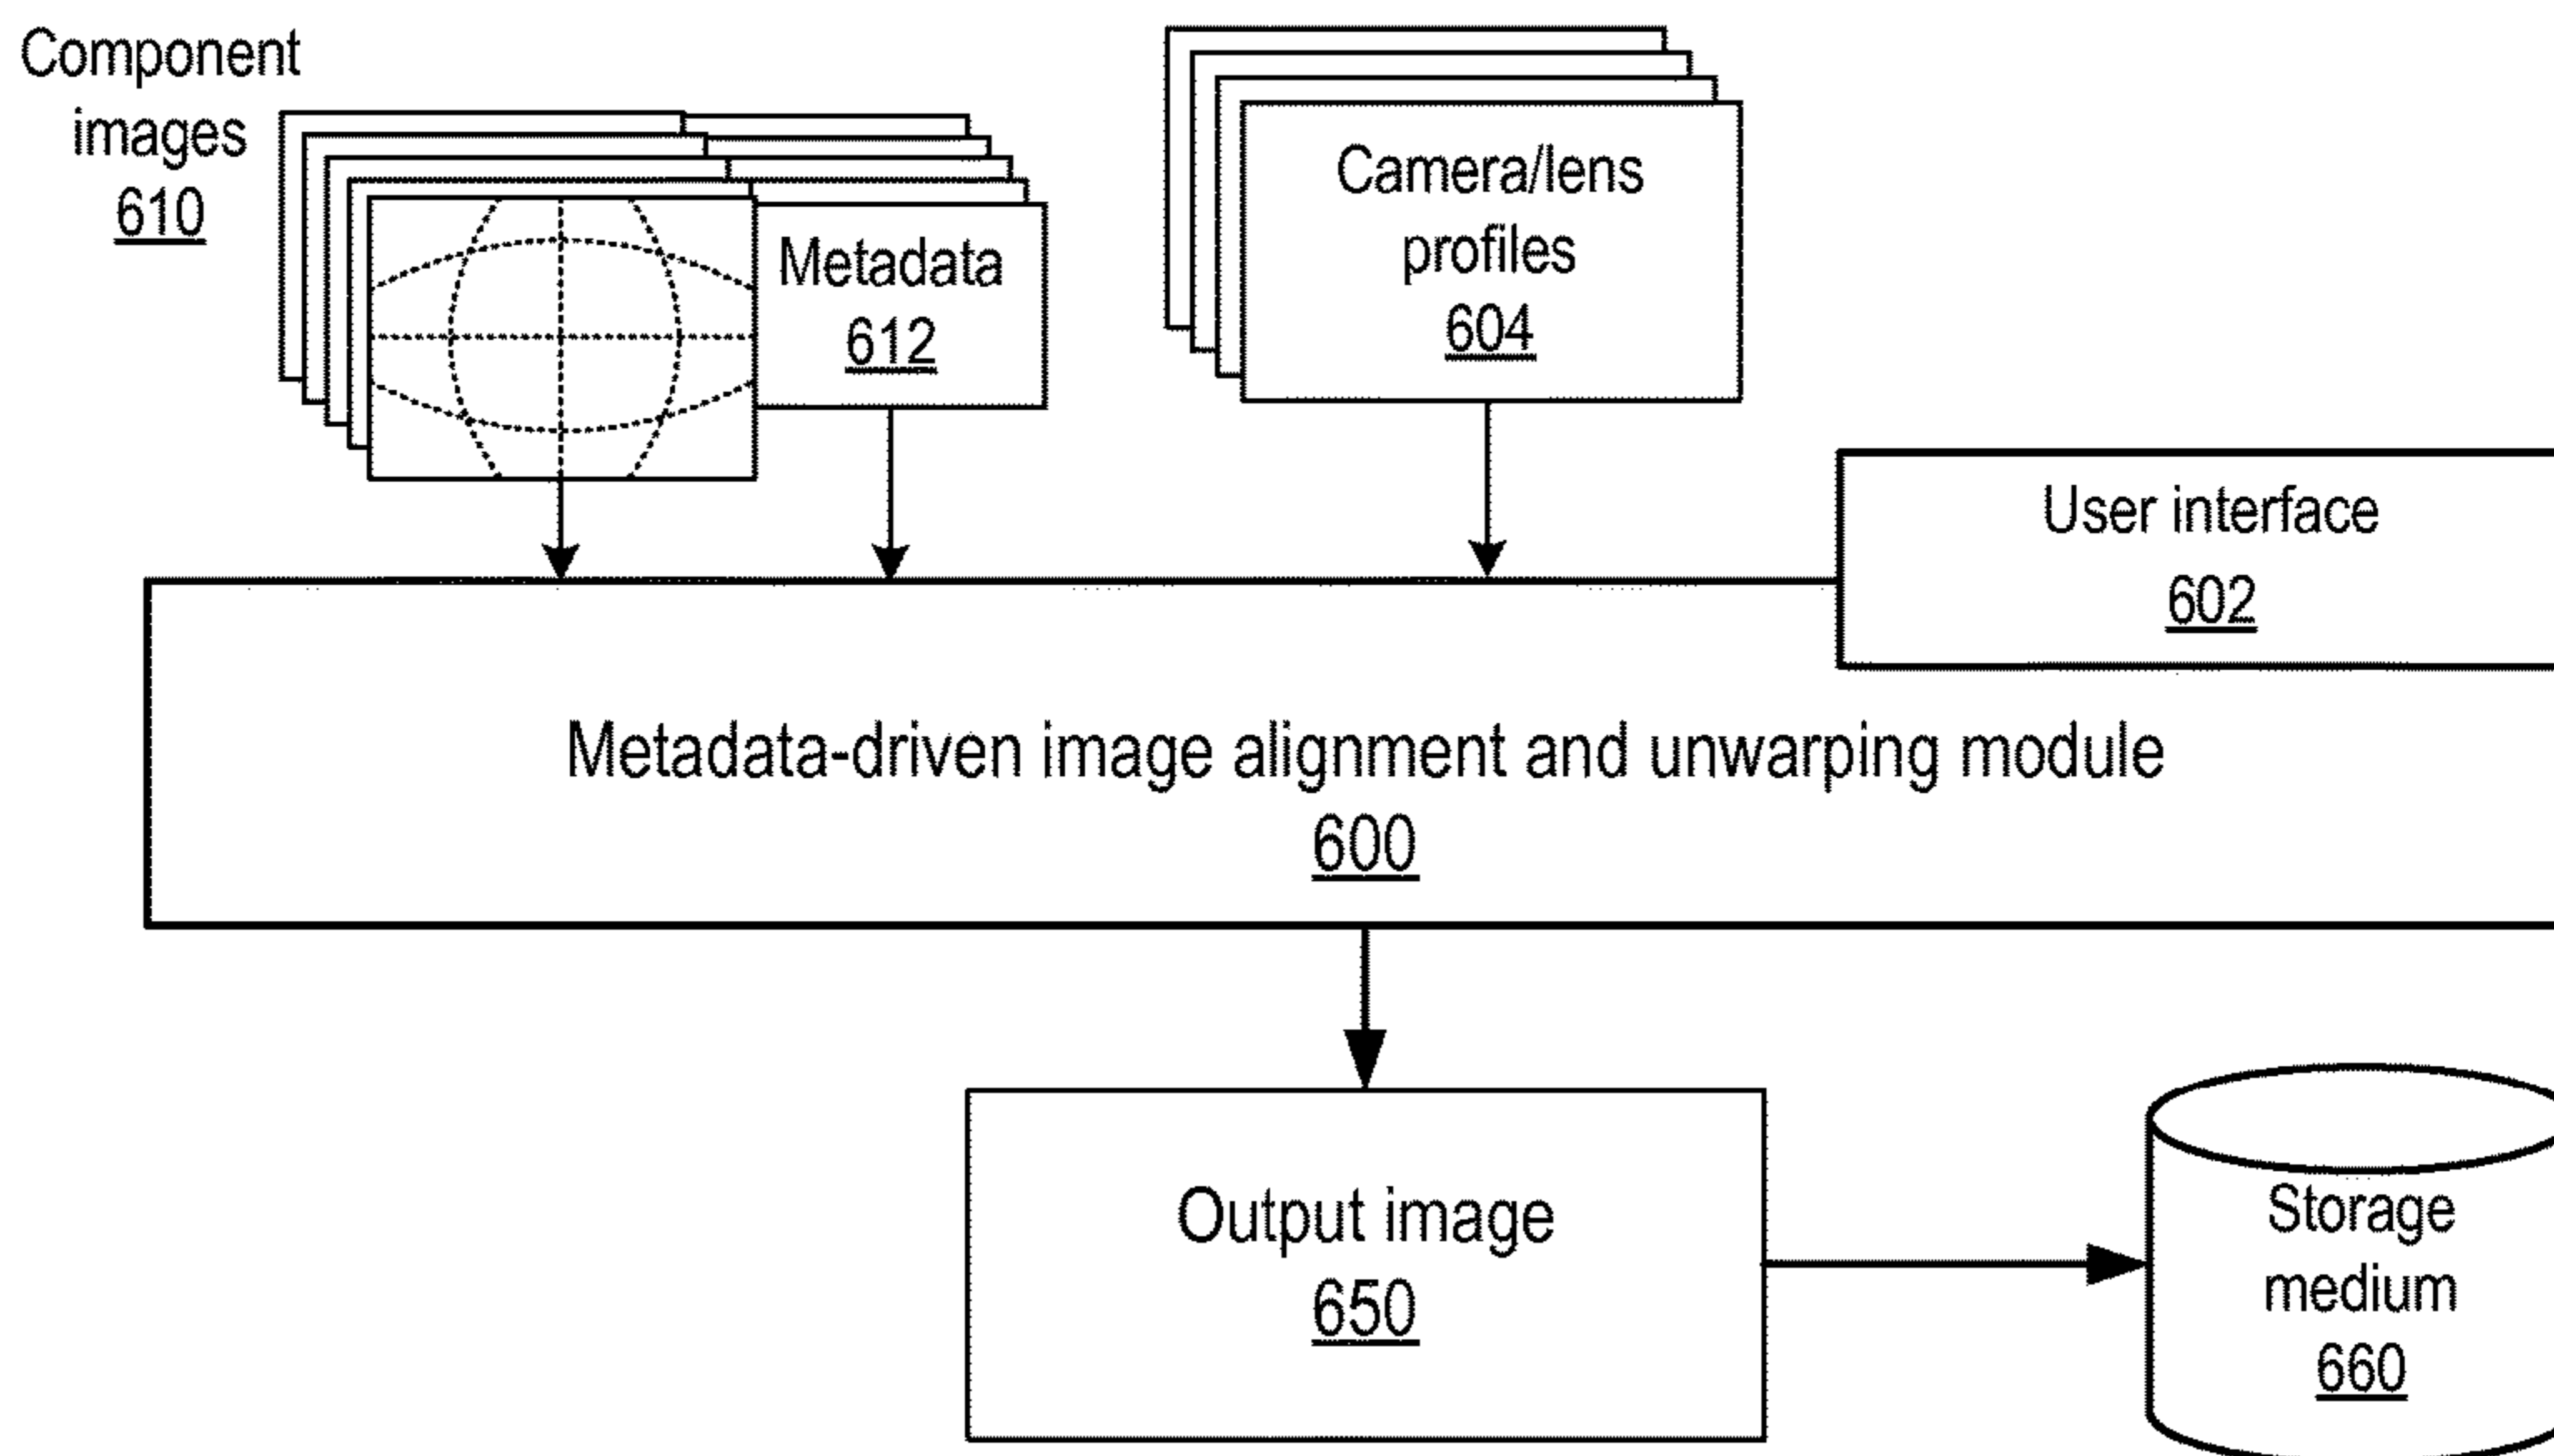 Component
images
610
Metadata
612
Camera/lens
profiles
604
User interface
602
Metadata-driven image alignment and unwarping module
600
Output image
650
Storage
medium
660